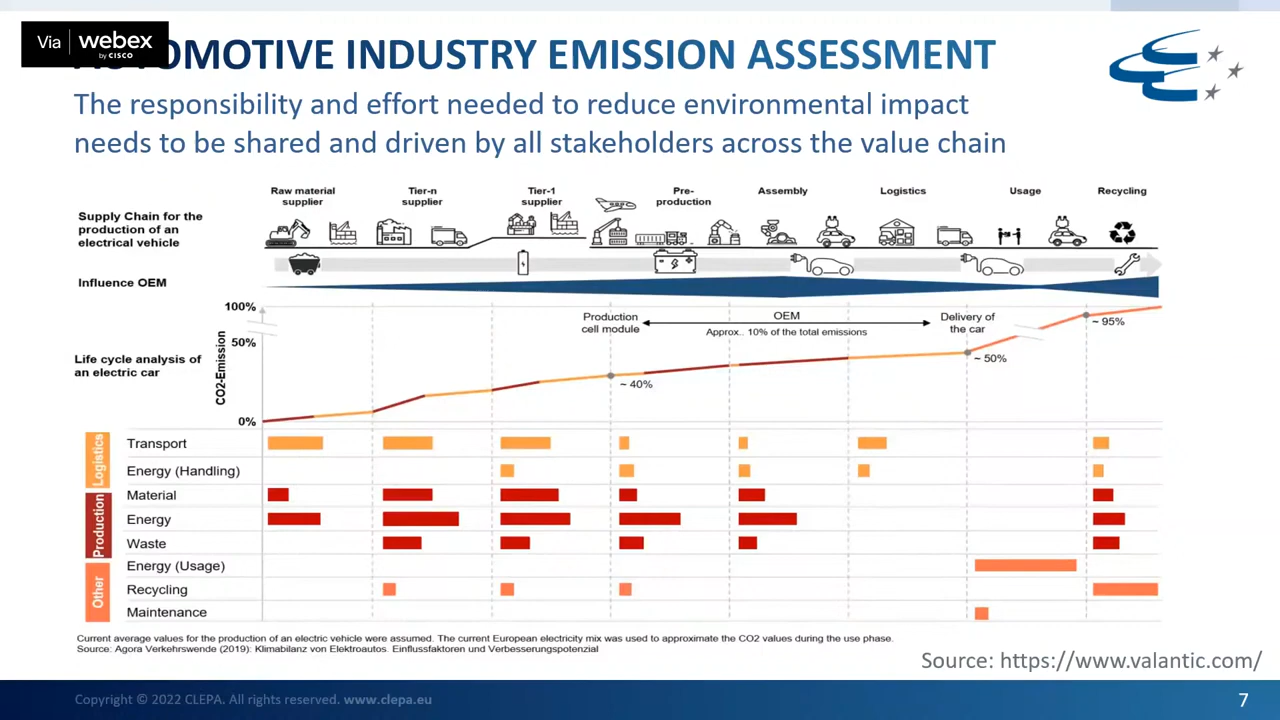 Via webex
by CISCO
AUTOMOTIVE INDUSTRY EMISSION ASSESSMENT
The responsibility and effort needed to reduce environmental impact
needs to be shared and driven by all stakeholders across the value chain
Raw material
supplier
Tier-n
supplier
Tier-1
supplier
Pre-
production
Assembly
Logistics
Usage
Recycling
Supply Chain for the
production of an
electrical vehicle
Influence OEM
100%
50%
0%
CO2-Emission
Life cycle analysis of
an electric car
Production
cell module
OEM
Approx.. 10% of the total emissions
Delivery of
the car
~ 40%
~ 50%
~ 95%
Logistics
Transport
Energy (Handling)
Production
Material
Energy
Waste
Other
Energy (Usage)
Recycling
Maintenance
Current average values for the production of an electric vehicle were assumed. The current European electricity mix was used to approximate the CO2 values during the use phase.
Source: Agora Verkehrswende (2019): Klimabilanz von Elektroautos. Einflussfaktoren und Verbesserungspotenzial
Source: https://www.valantic.com/
Copyright © 2022 CLEPA. All rights reserved. www.clepa.eu
7